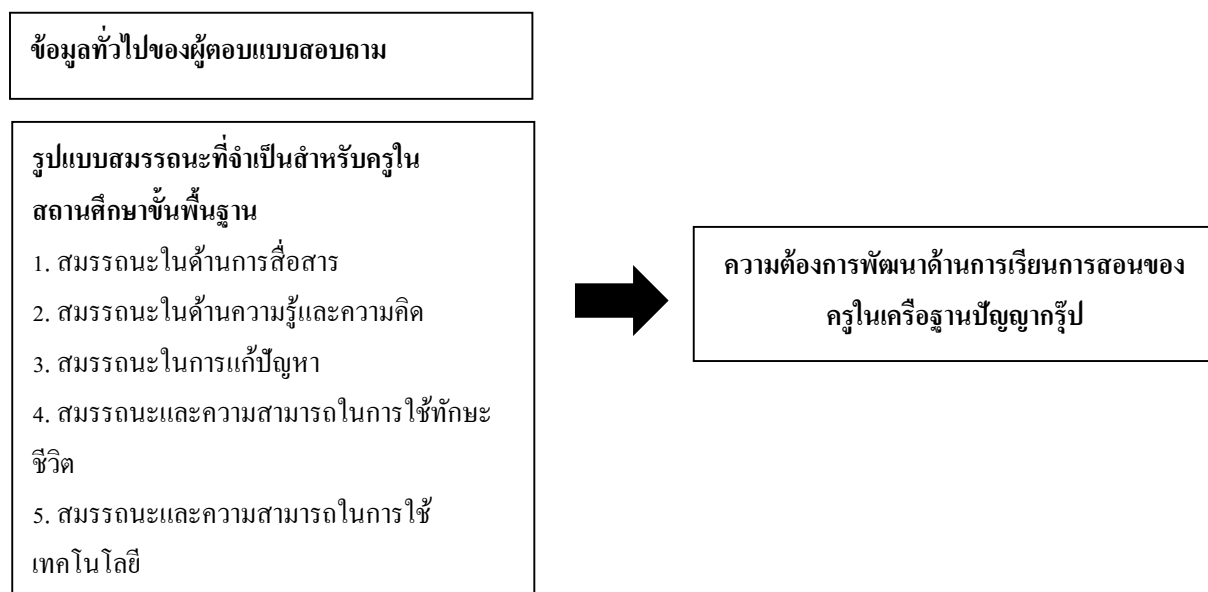 ข้อมูลทั่วไปของผู้ตอบแบบสอบถาม
รูปแบบสมรรถนะที่จำเป็นสำหรับครูใน
สถานศึกษาขั้นพื้นฐาน
1. สมรรถนะในด้านการสื่อสาร
2. สมรรถนะในด้านความรู้และความคิด
3. สมรรถนะในการแก้ปัญหา
4. สมรรถนะและความสามารถในการใช้ทักษะ
ชีวิต
5. สมรรถนะและความสามารถในการใช้
เทคโนโลยี
ความต้องการพัฒนาด้านการเรียนการสอนของ
ครูในเครือฐานปัญญากรุ๊ป